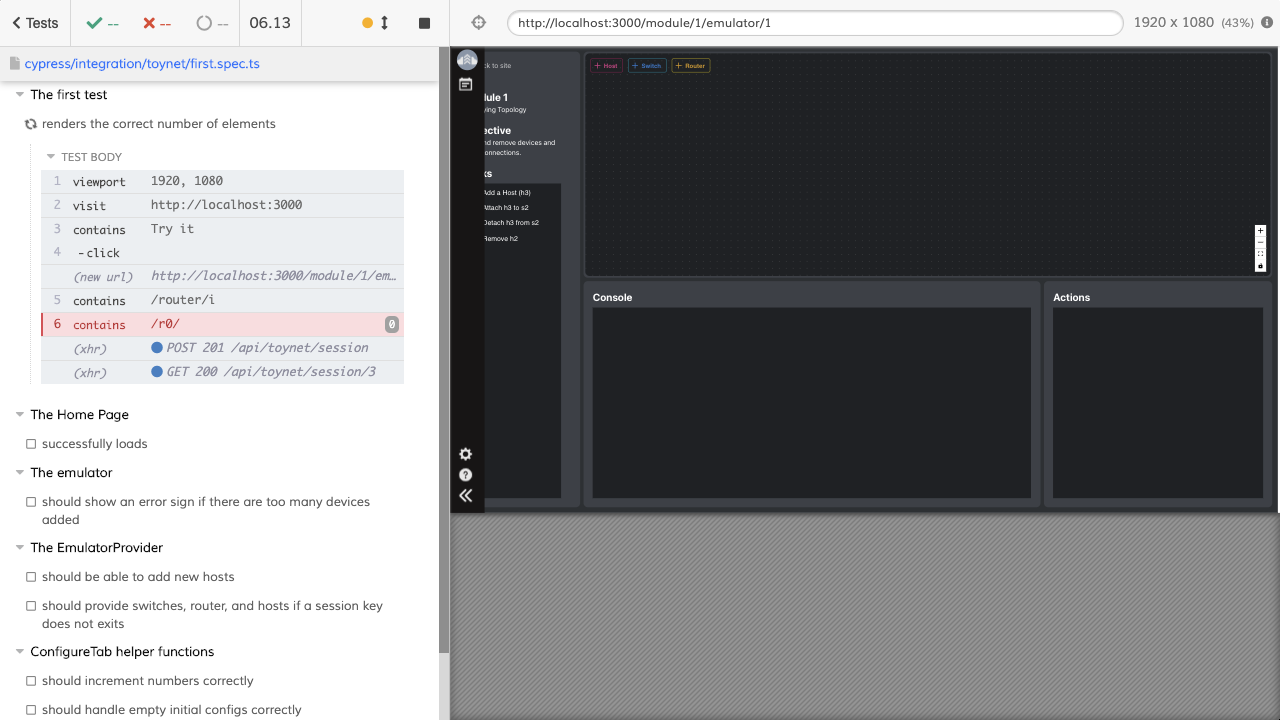 Tests
--
--
--
06.13
http://localhost:3000/module/1/emulator/1
1920 x 1080 (43%)
cypress/integration/toynet/first.spec.ts
The first test
renders the correct number of elements
TEST BODY
1 viewport 1920, 1080
2 visit http://localhost:3000
3 contains Try it
4 -click
(new url) http://localhost:3000/module/1/em…
5 contains /router/i
6 contains /r0/ 0
(xhr) POST 201 /api/toynet/session
(xhr) GET 200 /api/toynet/session/3
The Home Page
successfully loads
The emulator
should show an error sign if there are too many devices
added
The EmulatorProvider
should be able to add new hosts
should provide switches, router, and hosts if a session key
does not exits
ConfigureTab helper functions
should increment numbers correctly
should handle empty initial configs correctly
ck to site
dule 1
ying Topology
ective
nd remove devices and
onnections.
ks
Add a Host (h3)
Attach h3 to s2
Detach h3 from s2
Remove h2
+ Host
+ Switch
+ Router
Console
Actions